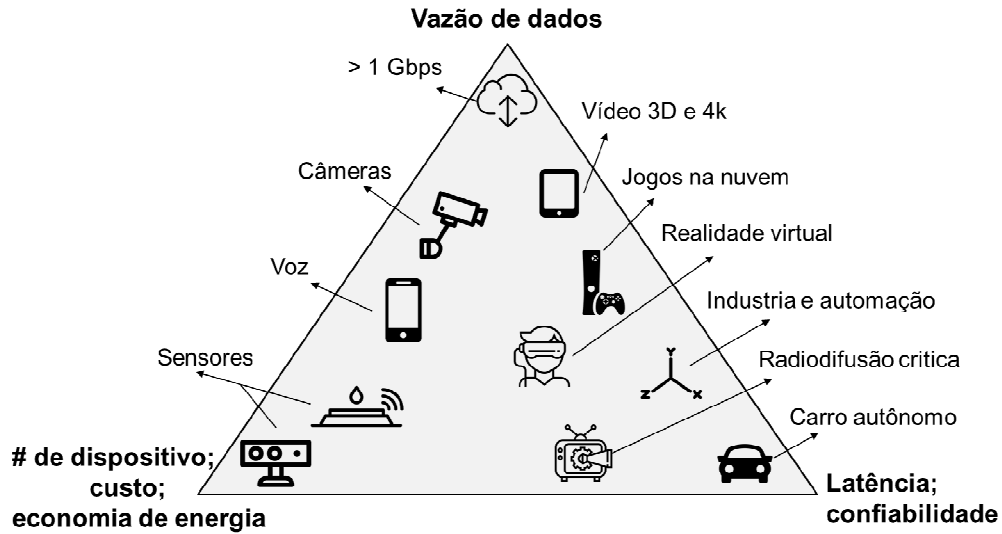 Vazão de dados
> 1 Gbps
Vídeo 3D e 4k
Câmeras
Jogos na nuvem
Realidade virtual
Voz
Industria e automação
Sensores
Radiodifusão critica
Carro autônomo
# de dispositivo;
custo;
economia de energia
Latência;
confiabilidade
Y
Z
X